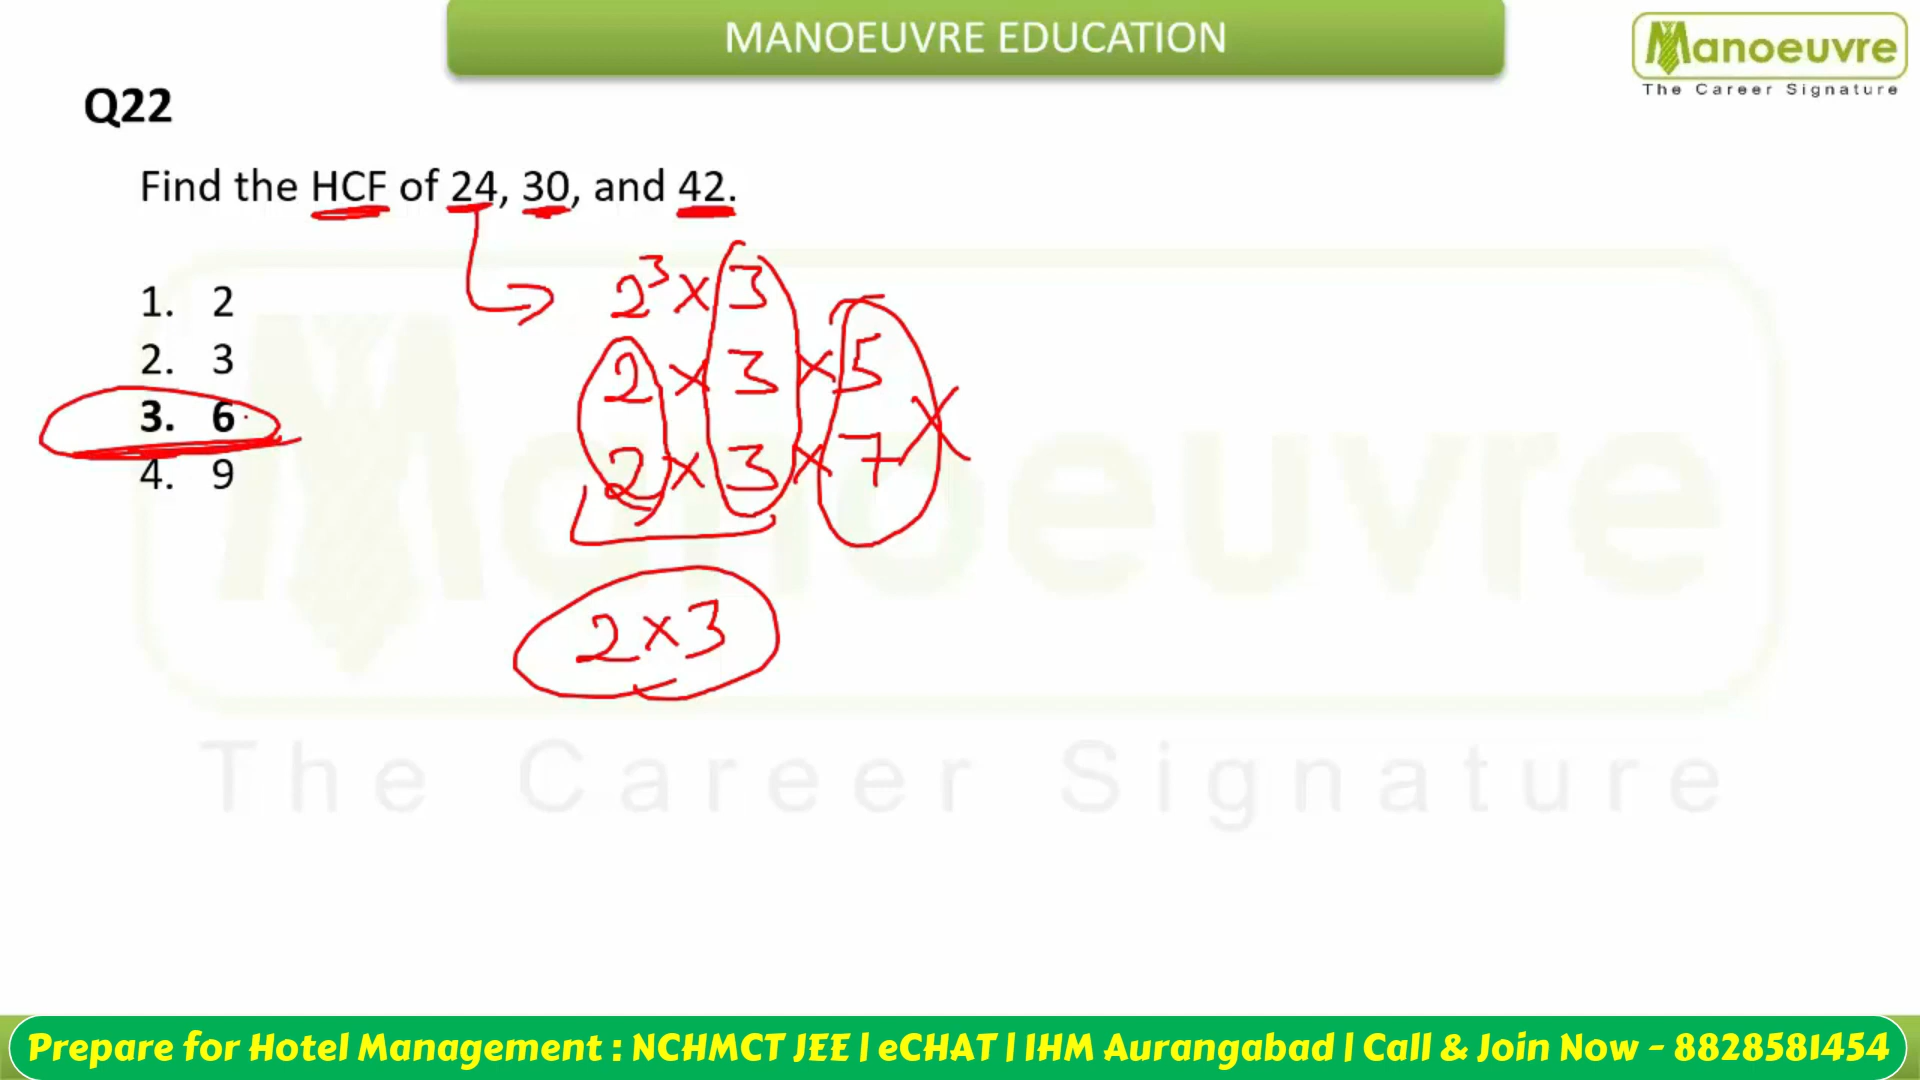 MANOEUVRE EDUCATION
Manoeuvre
The Career Signature
Q22
Find the HCF of 24, 30, and 42.
1. 2
2. 3
3. 6
4. 9
2³ × 3
2 × 3 × 5
2 × 3 × 7
2 × 3
Manoeuvre
The Career Signature
Prepare for Hotel Management : NCHMCT JEE | eCHAT | IHM Aurangabad | Call & Join Now - 8828581454